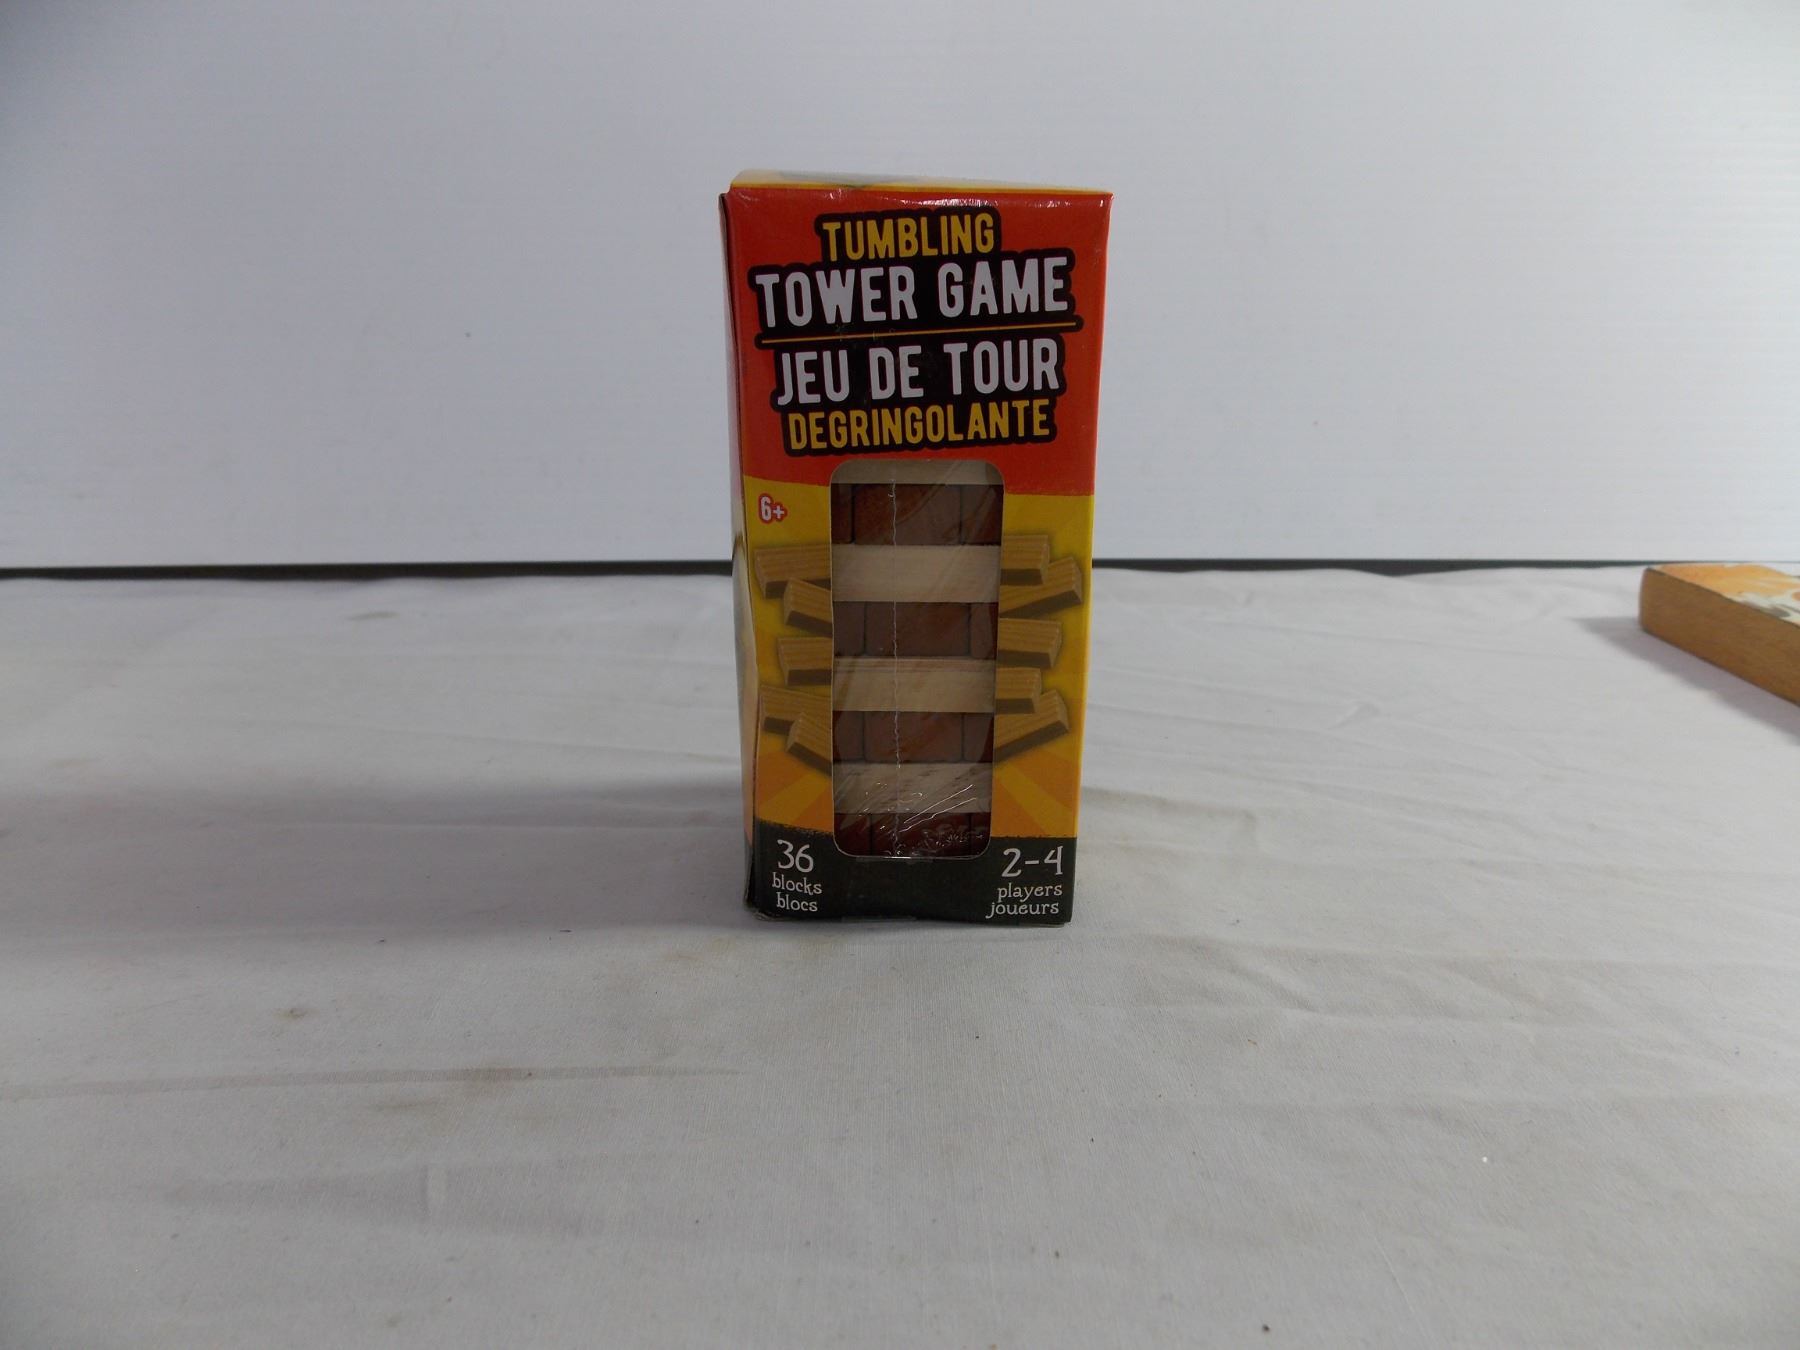 TUMBLING
TOWER GAME
JEU DE TOUR
DEGRINGOLANTE
6+
36
blocks
blocs
2-4
players
joueurs